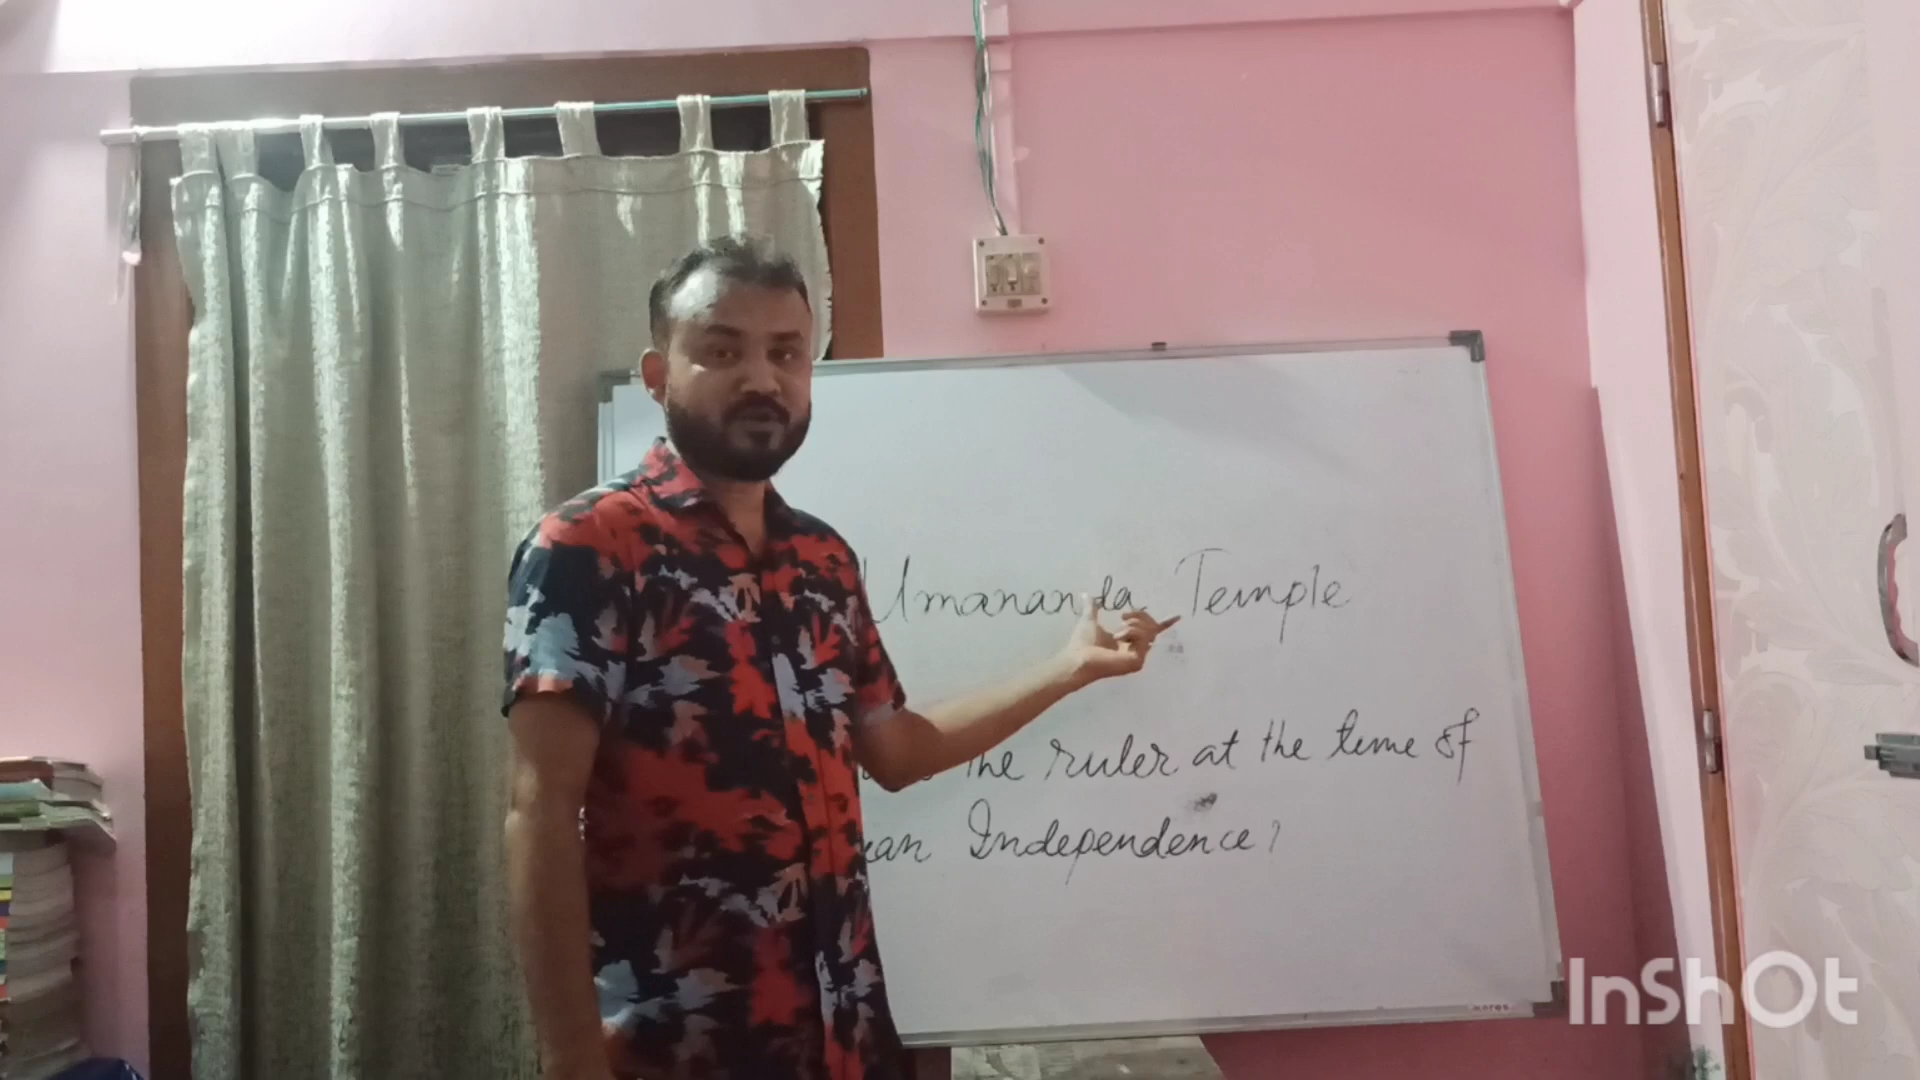 Umananda Temple
the ruler at the time of
Independence?
InShOt